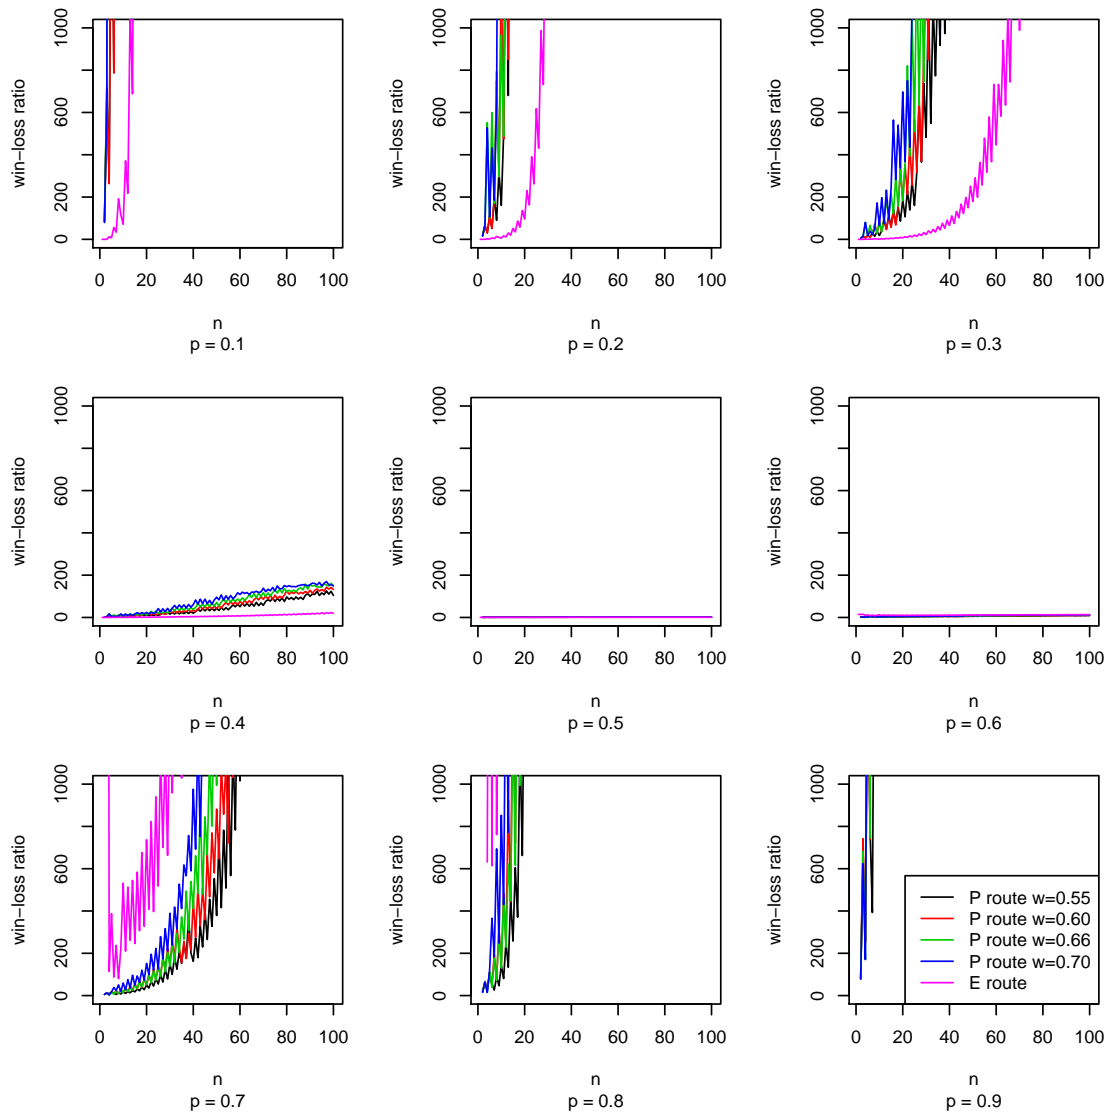 win−loss ratio
0
200
600
1000
0 20 40 60 80 100
n
p = 0.1
win−loss ratio
0
200
600
1000
0 20 40 60 80 100
n
p = 0.2
win−loss ratio
0
200
600
1000
0 20 40 60 80 100
n
p = 0.3
win−loss ratio
0
200
600
1000
0 20 40 60 80 100
n
p = 0.4
win−loss ratio
0
200
600
1000
0 20 40 60 80 100
n
p = 0.5
win−loss ratio
0
200
600
1000
0 20 40 60 80 100
n
p = 0.6
win−loss ratio
0
200
600
1000
0 20 40 60 80 100
n
p = 0.7
win−loss ratio
0
200
600
1000
0 20 40 60 80 100
n
p = 0.8
win−loss ratio
0
200
600
1000
0 20 40 60 80 100
n
p = 0.9
P route w=0.55
P route w=0.60
P route w=0.66
P route w=0.70
E route